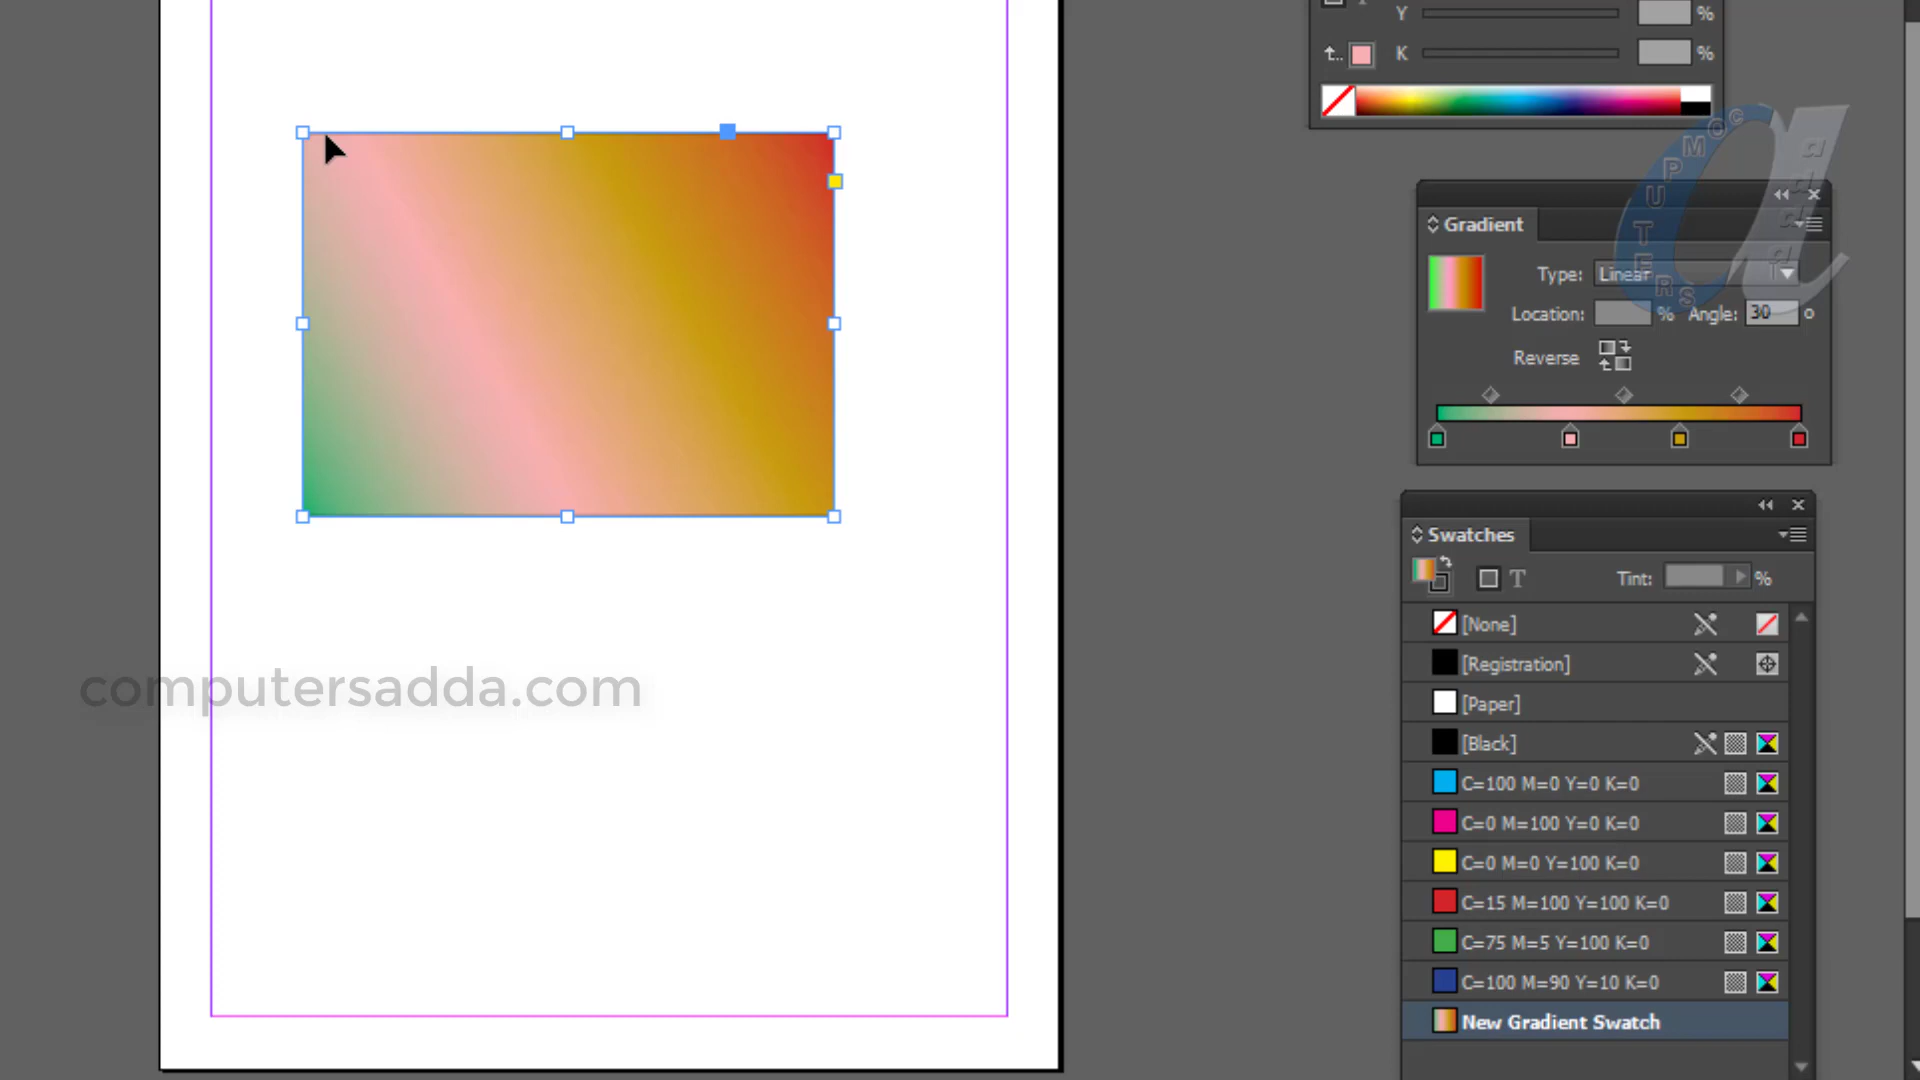 Y %
t.. K %
COMPUTERS
adda
Gradient
Type: Linear
Location: % Angle: 30 o
Reverse
Swatches
T Tint: %
[None]
[Registration]
[Paper]
[Black]
C=100 M=0 Y=0 K=0
C=0 M=100 Y=0 K=0
C=0 M=0 Y=100 K=0
C=15 M=100 Y=100 K=0
C=75 M=5 Y=100 K=0
C=100 M=90 Y=10 K=0
New Gradient Swatch
computersadda.com